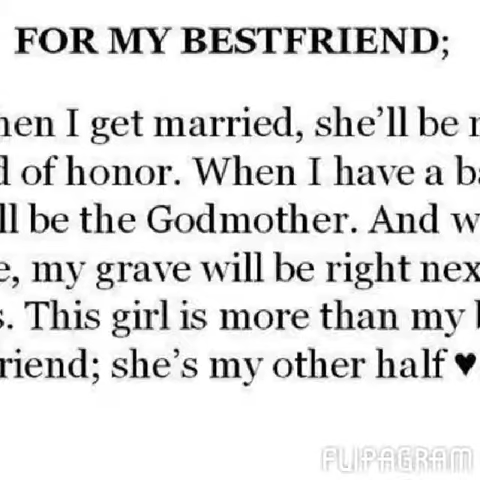 FOR MY BESTFRIEND;
hen I get married, she'll be
of honor. When I have a
ll be the Godmother. And
e, my grave will be right
s. This girl is more than my
riend; she's my other half ♥
FLIPAGRAM